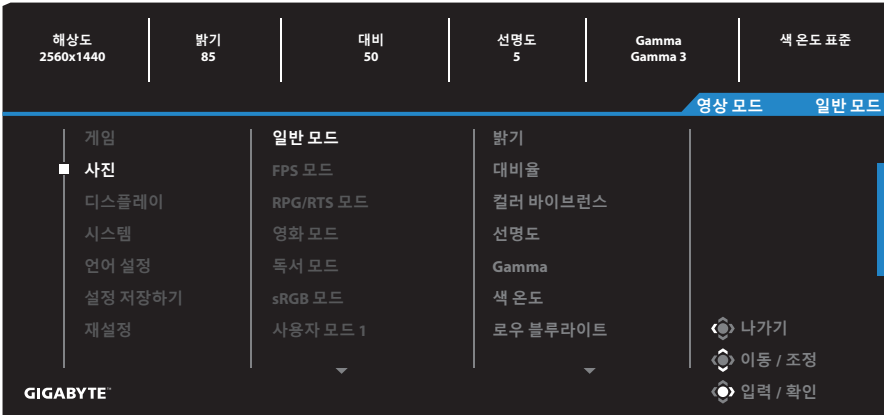 해상도
2560x1440
밝기
85
대비
50
선명도
5
Gamma
Gamma 3
색 온도 표준
영상 모드 일반 모드
게임
사진
디스플레이
시스템
언어 설정
설정 저장하기
재설정
일반 모드
FPS 모드
RPG/RTS 모드
영화 모드
독서 모드
sRGB 모드
사용자 모드 1
밝기
대비율
컬러 바이브런스
선명도
Gamma
색 온도
로우 블루라이트
나가기
이동 / 조정
입력 / 확인
GIGABYTE™